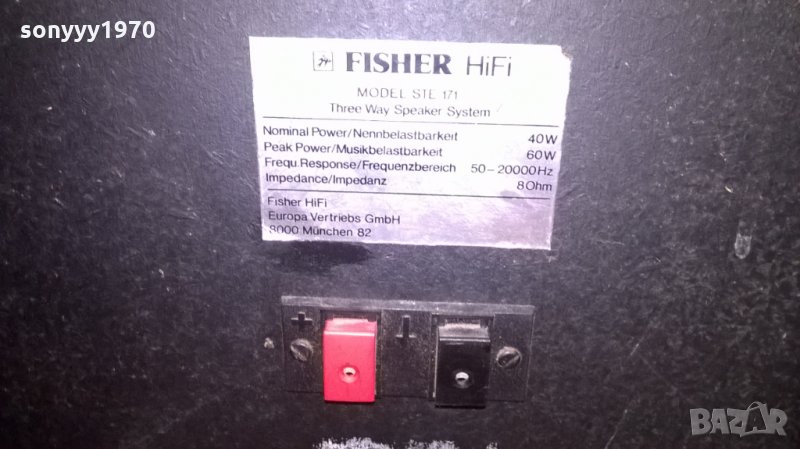 sonyyy1970
FISHER HiFi
MODEL STE 171
Three Way Speaker System
Nominal Power/Nennbelastbarkeit 40W
Peak Power/Musikbelastbarkeit 60W
Frequ.Response/Frequenzbereich 50-20000Hz
Impedance/Impedanz 8Ohm
Fisher HiFi
Europa Vertriebs GmbH
8000 München 82
+
BAZAR